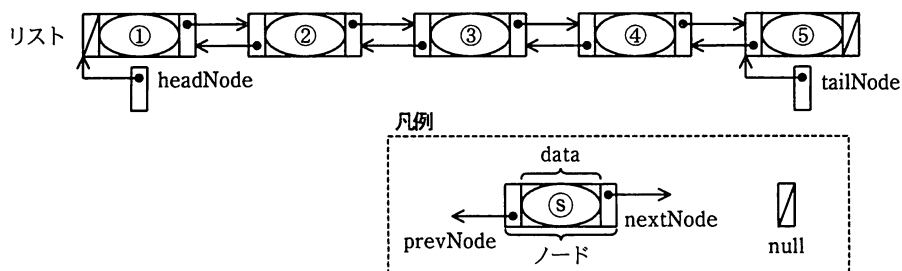 リスト ① ② ③ ④ ⑤
headNode tailNode
凡例
data
ⓢ
prevNode nextNode
ノード null